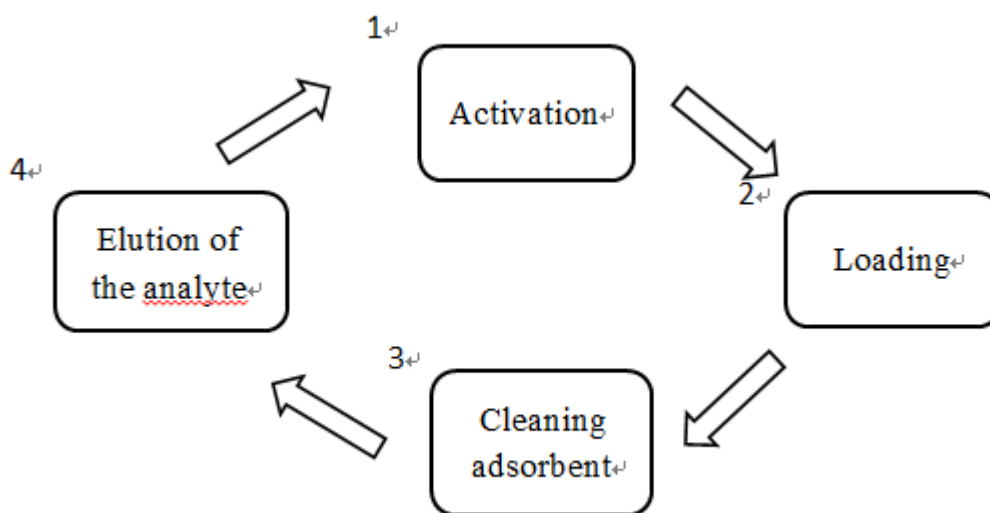 1
Activation
2
Loading
3
Cleaning
adsorbent
4
Elution of
the analyte